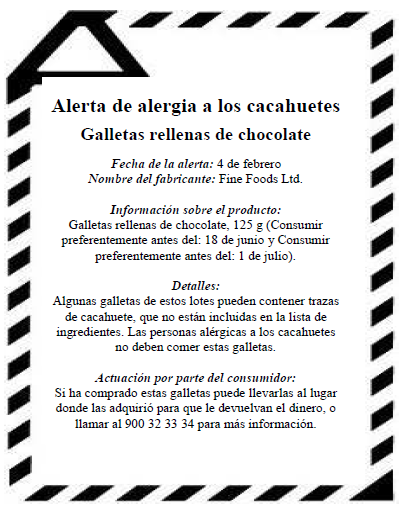 Alerta de alergia a los cacahuetes
Galletas rellenas de chocolate
Fecha de la alerta: 4 de febrero
Nombre del fabricante: Fine Foods Ltd.
Información sobre el producto:
Galletas rellenas de chocolate, 125 g (Consumir
preferentemente antes del: 18 de junio y Consumir
preferentemente antes del: 1 de julio).
Detalles:
Algunas galletas de estos lotes pueden contener trazas
de cacahuete, que no están incluidas en la lista de
ingredientes. Las personas alérgicas a los cacahuetes
no deben comer estas galletas.
Actuación por parte del consumidor:
Si ha comprado estas galletas puede llevarlas al lugar
donde las adquirió para que le devuelvan el dinero, o
llamar al 900 32 33 34 para más información.